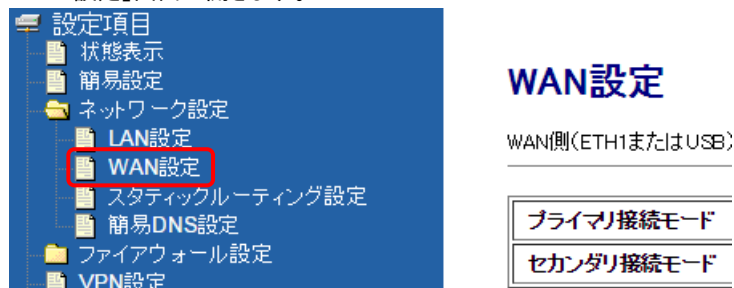 設定項目
状態表示
簡易設定
ネットワーク設定
LAN設定
WAN設定
スタティックルーティング設定
簡易DNS設定
ファイアウォール設定
VPN設定
WAN設定
WAN側(ETH1またはUSB)
プライマリ接続モード
セカンダリ接続モード